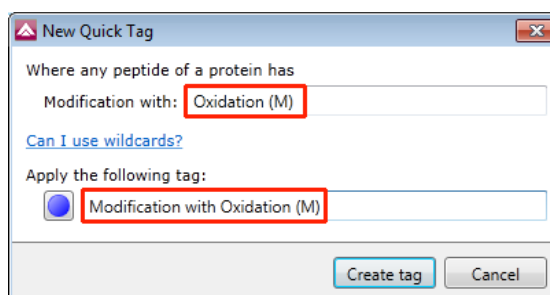 New Quick Tag
Where any peptide of a protein has
Modification with: Oxidation (M)
Can I use wildcards?
Apply the following tag:
Modification with Oxidation (M)
Create tag Cancel